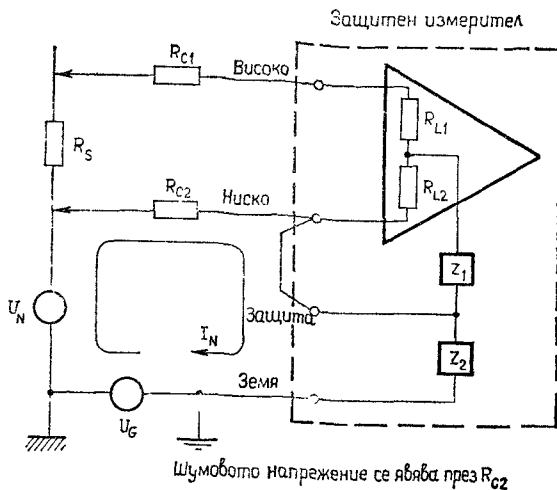 Защитен измерител
R_C1
Високо
R_L1
R_S
R_C2
Ниско
R_L2
Z_1
U_N
I_N
Защита
Z_2
Земя
U_G
Шумовото напрежение се явява през R_C2